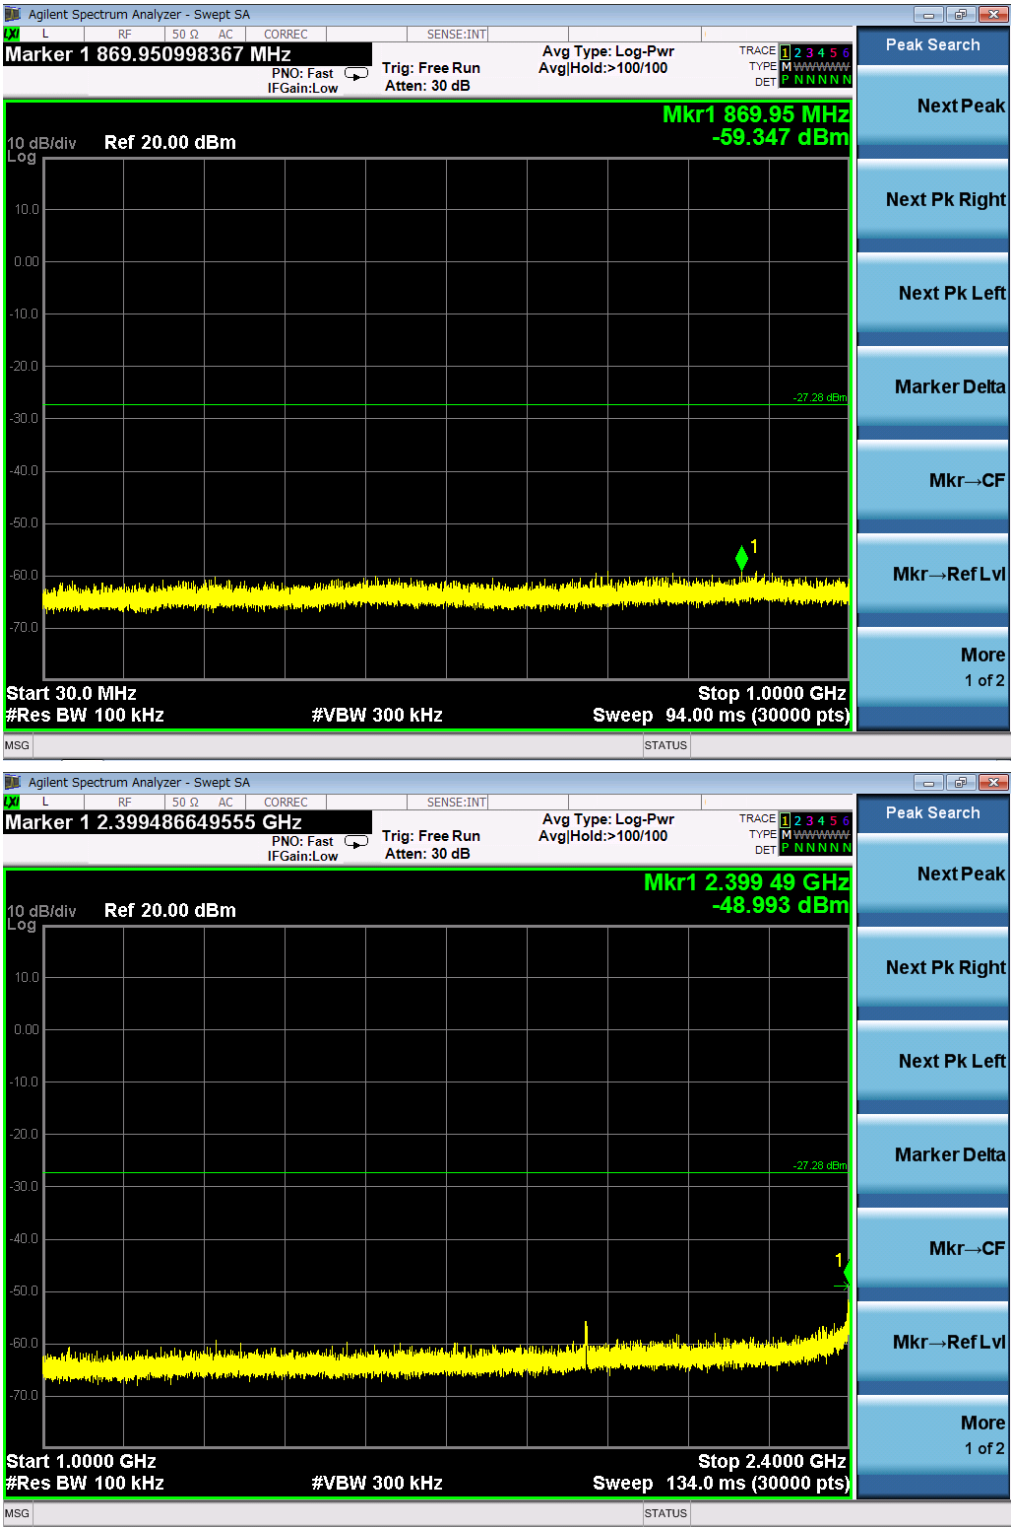 Agilent Spectrum Analyzer - Swept SA
LXI L RF 50 Ω AC CORREC SENSE:INT
Marker 1 869.950998367 MHz
PNO: Fast
IFGain:Low
Trig: Free Run
Atten: 30 dB
Avg Type: Log-Pwr
Avg|Hold:>100/100
TRACE 1 2 3 4 5 6
TYPE M WWWWW
DET P N N N N N
Mkr1 869.95 MHz
-59.347 dBm
10 dB/div Ref 20.00 dBm
Log
10.0
0.00
-10.0
-20.0
-27.28 dBm
-30.0
-40.0
-50.0
1
-60.0
-70.0
Start 30.0 MHz Stop 1.0000 GHz
#Res BW 100 kHz #VBW 300 kHz Sweep 94.00 ms (30000 pts)
MSG STATUS
Peak Search
Next Peak
Next Pk Right
Next Pk Left
Marker Delta
Mkr→CF
Mkr→Ref Lvl
More
1 of 2
Agilent Spectrum Analyzer - Swept SA
LXI L RF 50 Ω AC CORREC SENSE:INT
Marker 1 2.399486649555 GHz
PNO: Fast
IFGain:Low
Trig: Free Run
Atten: 30 dB
Avg Type: Log-Pwr
Avg|Hold:>100/100
TRACE 1 2 3 4 5 6
TYPE M WWWWW
DET P N N N N N
Mkr1 2.399 49 GHz
-48.993 dBm
10 dB/div Ref 20.00 dBm
Log
10.0
0.00
-10.0
-20.0
-27.28 dBm
-30.0
-40.0
1
-50.0
-60.0
-70.0
Start 1.0000 GHz Stop 2.4000 GHz
#Res BW 100 kHz #VBW 300 kHz Sweep 134.0 ms (30000 pts)
MSG STATUS
Peak Search
Next Peak
Next Pk Right
Next Pk Left
Marker Delta
Mkr→CF
Mkr→Ref Lvl
More
1 of 2